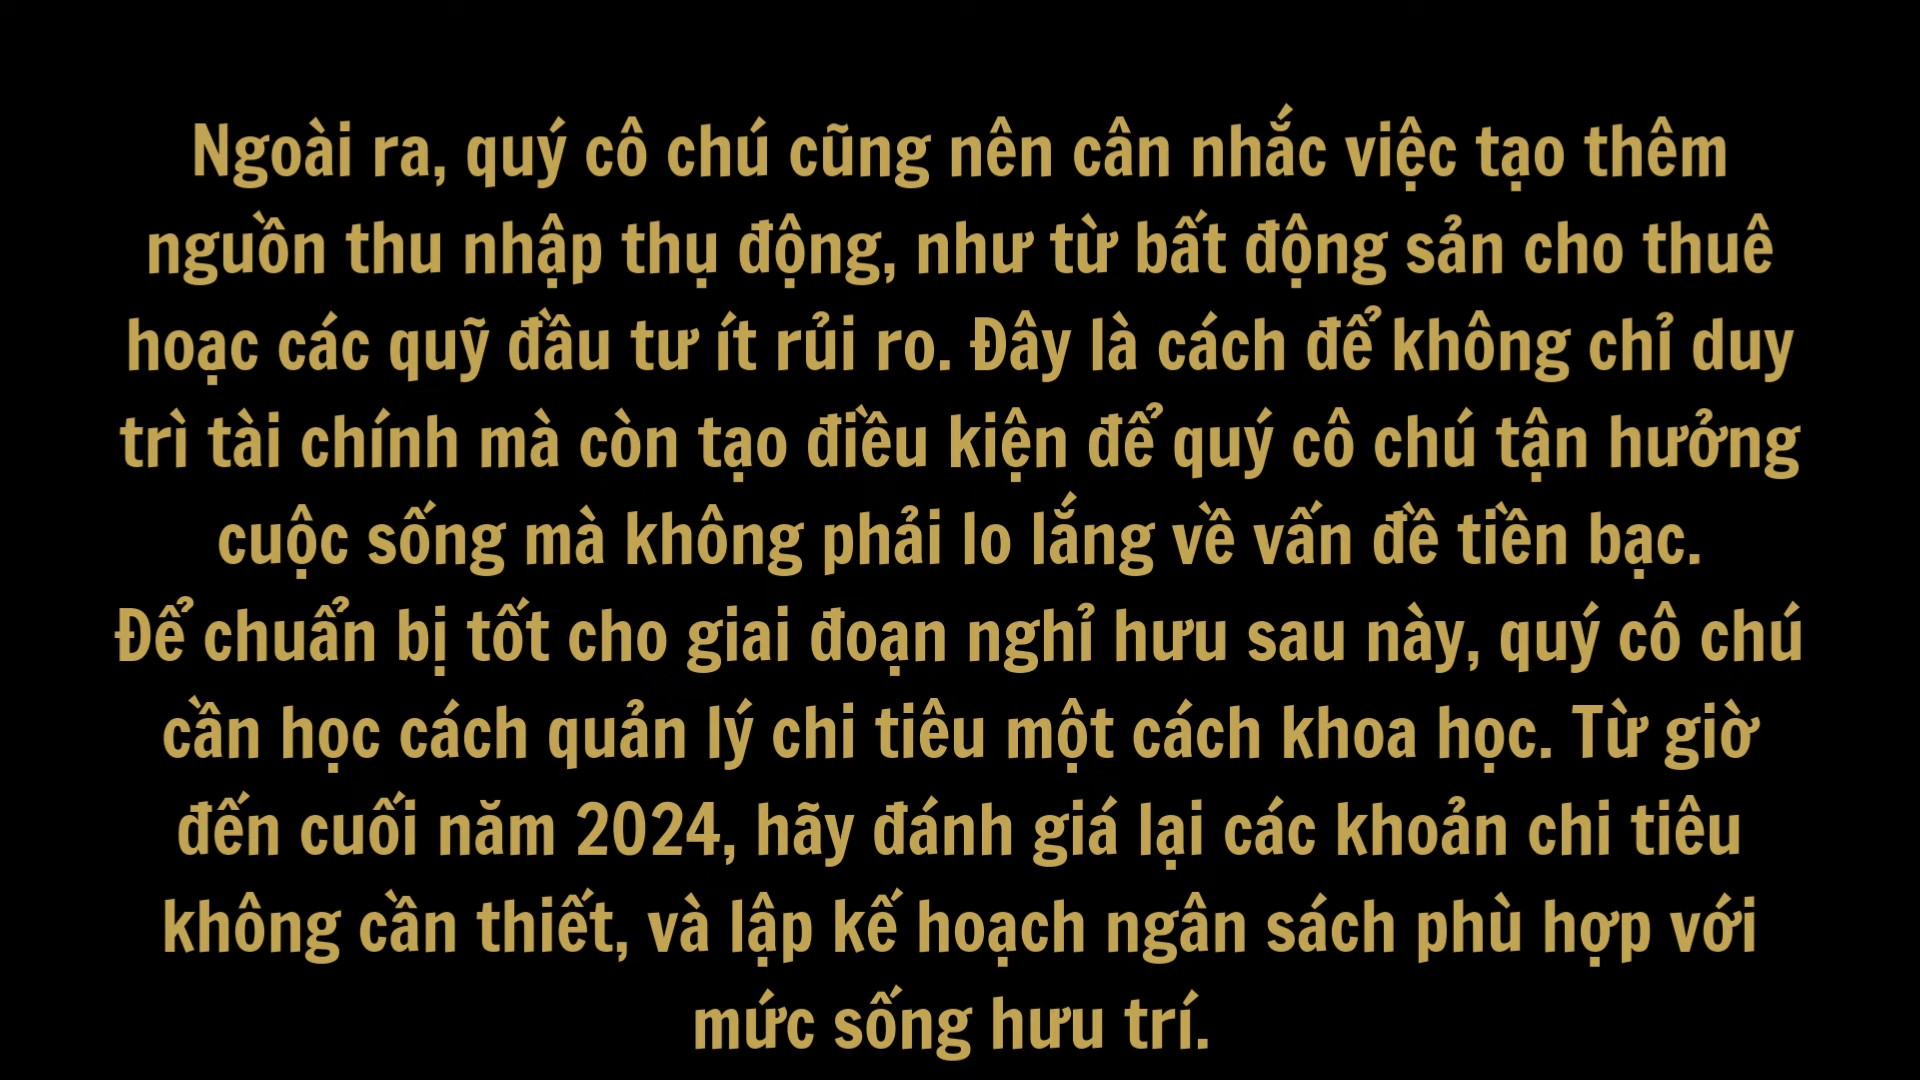 Ngoài ra, quý cô chú cũng nên cân nhắc việc tạo thêm
nguồn thu nhập thụ động, như từ bất động sản cho thuê
hoạc các quỹ đầu tư ít rủi ro. Đây là cách để không chỉ duy
trì tài chính mà còn tạo điều kiện để quý cô chú tận hưởng
cuộc sống mà không phải lo lắng về vấn đề tiền bạc.
Để chuẩn bị tốt cho giai đoạn nghỉ hưu sau này, quý cô chú
cần học cách quản lý chi tiêu một cách khoa học. Từ giờ
đến cuối năm 2024, hãy đánh giá lại các khoản chi tiêu
không cần thiết, và lập kế hoạch ngân sách phù hợp với
mức sống hưu trí.